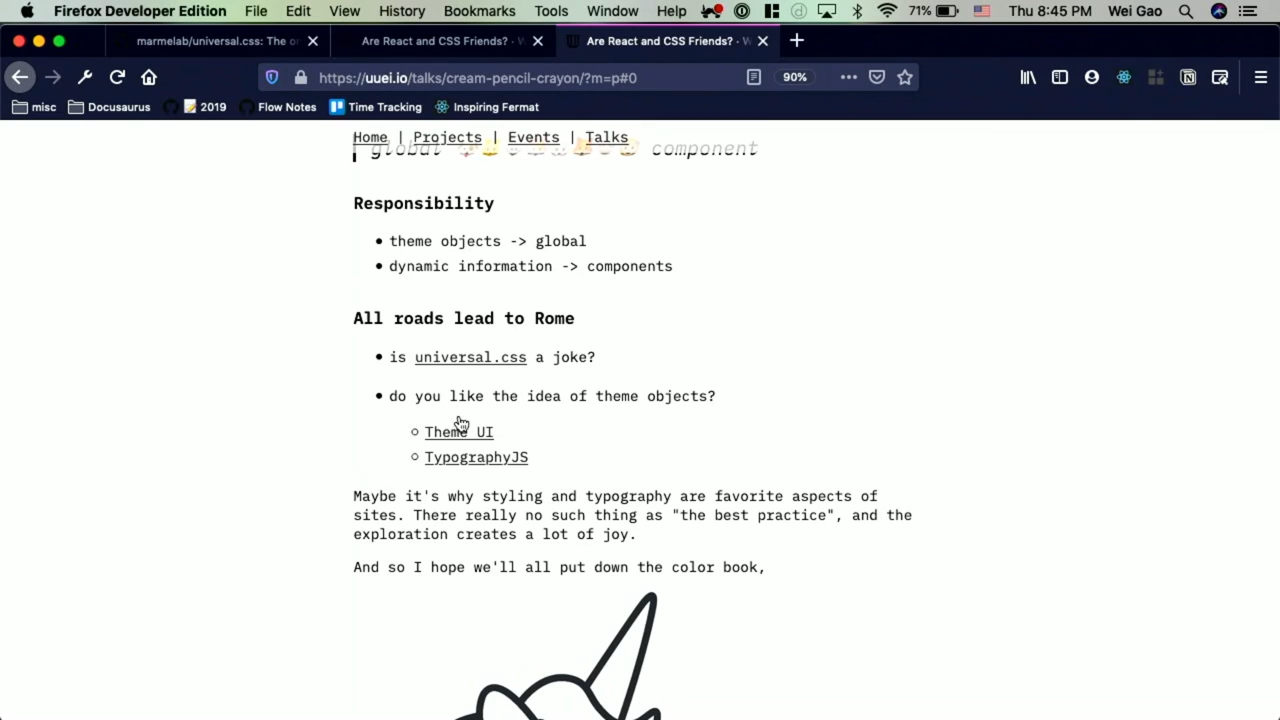 Firefox Developer Edition File Edit View History Bookmarks Tools Window Help 71% Thu 8:45 PM Wei Gao
marmelab/universal.css: The o Are React and CSS Friends? · Are React and CSS Friends? · W
https://uuei.io/talks/cream-pencil-crayon/?m=p#0 90%
misc Docusaurus 2019 Flow Notes Time Tracking Inspiring Fermat
Home | Projects | Events | Talks
global component
Responsibility
theme objects -> global
dynamic information -> components
All roads lead to Rome
is universal.css a joke?
do you like the idea of theme objects?
Theme UI
TypographyJS
Maybe it's why styling and typography are favorite aspects of
sites. There really no such thing as "the best practice", and the
exploration creates a lot of joy.
And so I hope we'll all put down the color book,